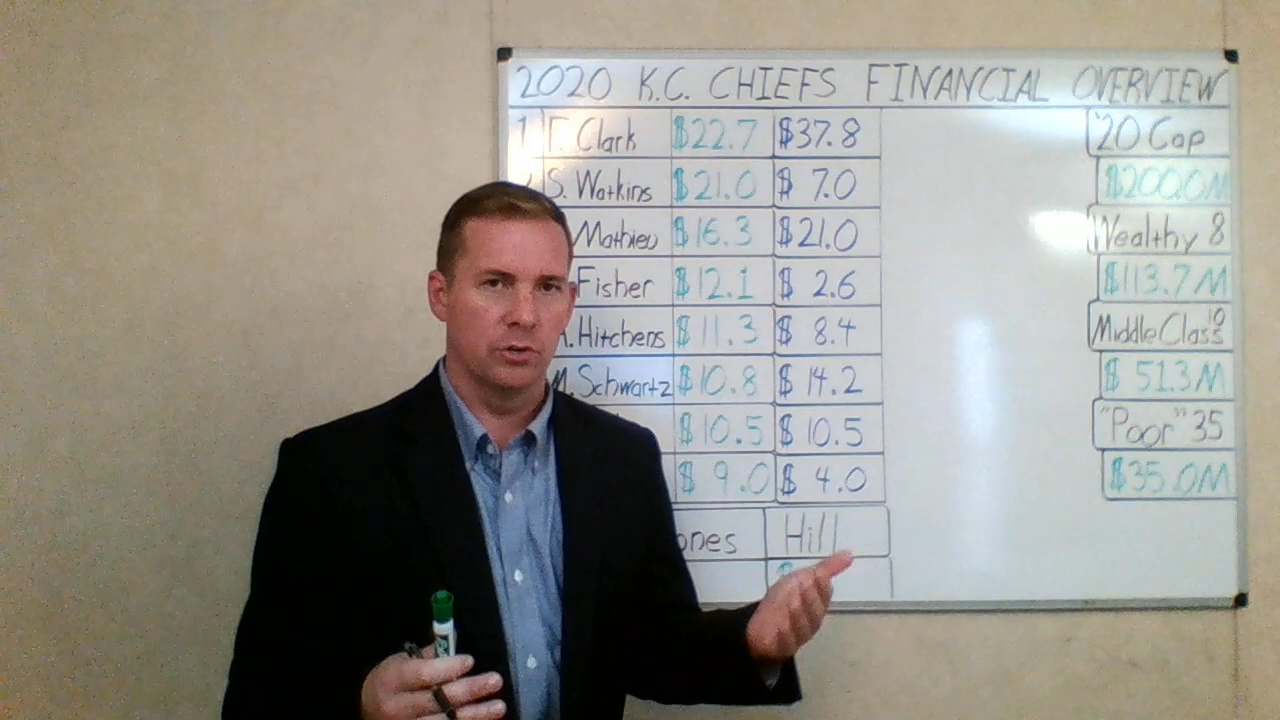 2020 K.C. CHIEFS FINANCIAL OVERVIEW
1 F. Clark $22.7 $37.8
S. Watkins $21.0 $ 7.0
Mathieu $16.3 $21.0
Fisher $12.1 $ 2.6
A. Hitchens $11.3 $ 8.4
M. Schwartz $10.8 $ 14.2
$10.5 $ 10.5
$ 9.0 $ 4.0
ones Hill
'20 Cap
$200.0M
Wealthy 8
$113.7M
Middle Class 10
$ 51.3M
"Poor" 35
$35.0M